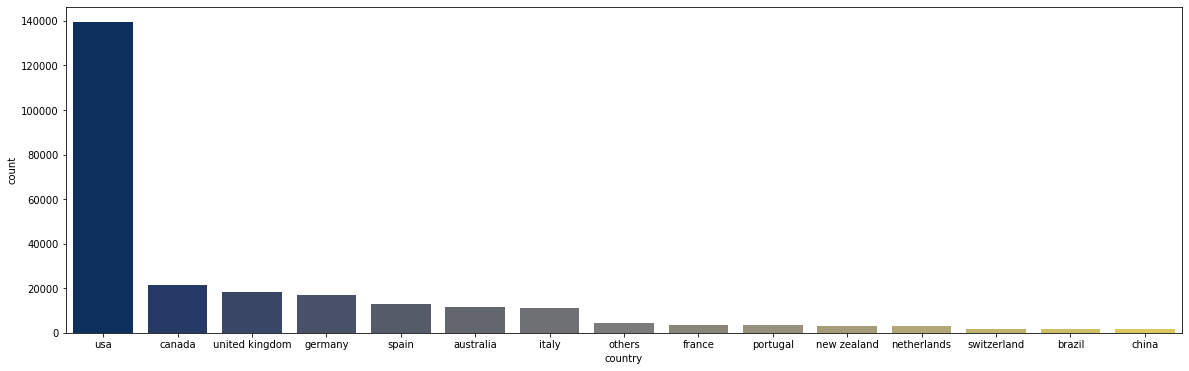 140000
120000
100000
80000
60000
40000
20000
0
count
usa canada united kingdom germany spain australia italy others france portugal new zealand netherlands switzerland brazil china
country